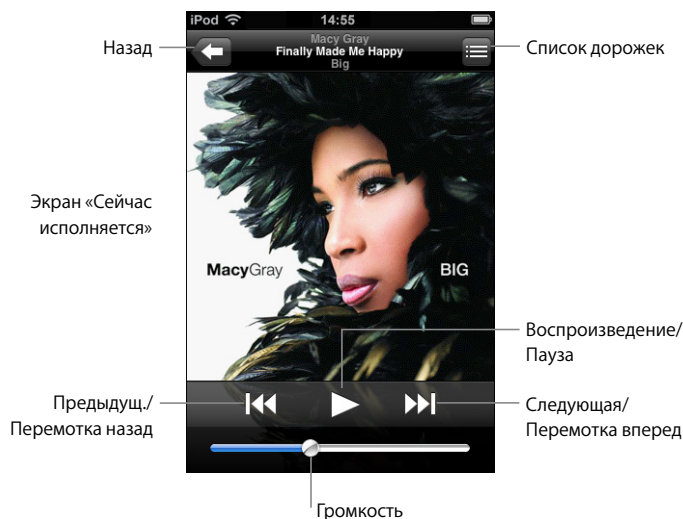 iPod 14:55
Macy Gray
Назад Finally Made Me Happy Список дорожек
Big
Экран «Сейчас
исполняется»
MacyGray BIG
Воспроизведение/
Пауза
Предыдущ./
Перемотка назад
Следующая/
Перемотка вперед
Громкость